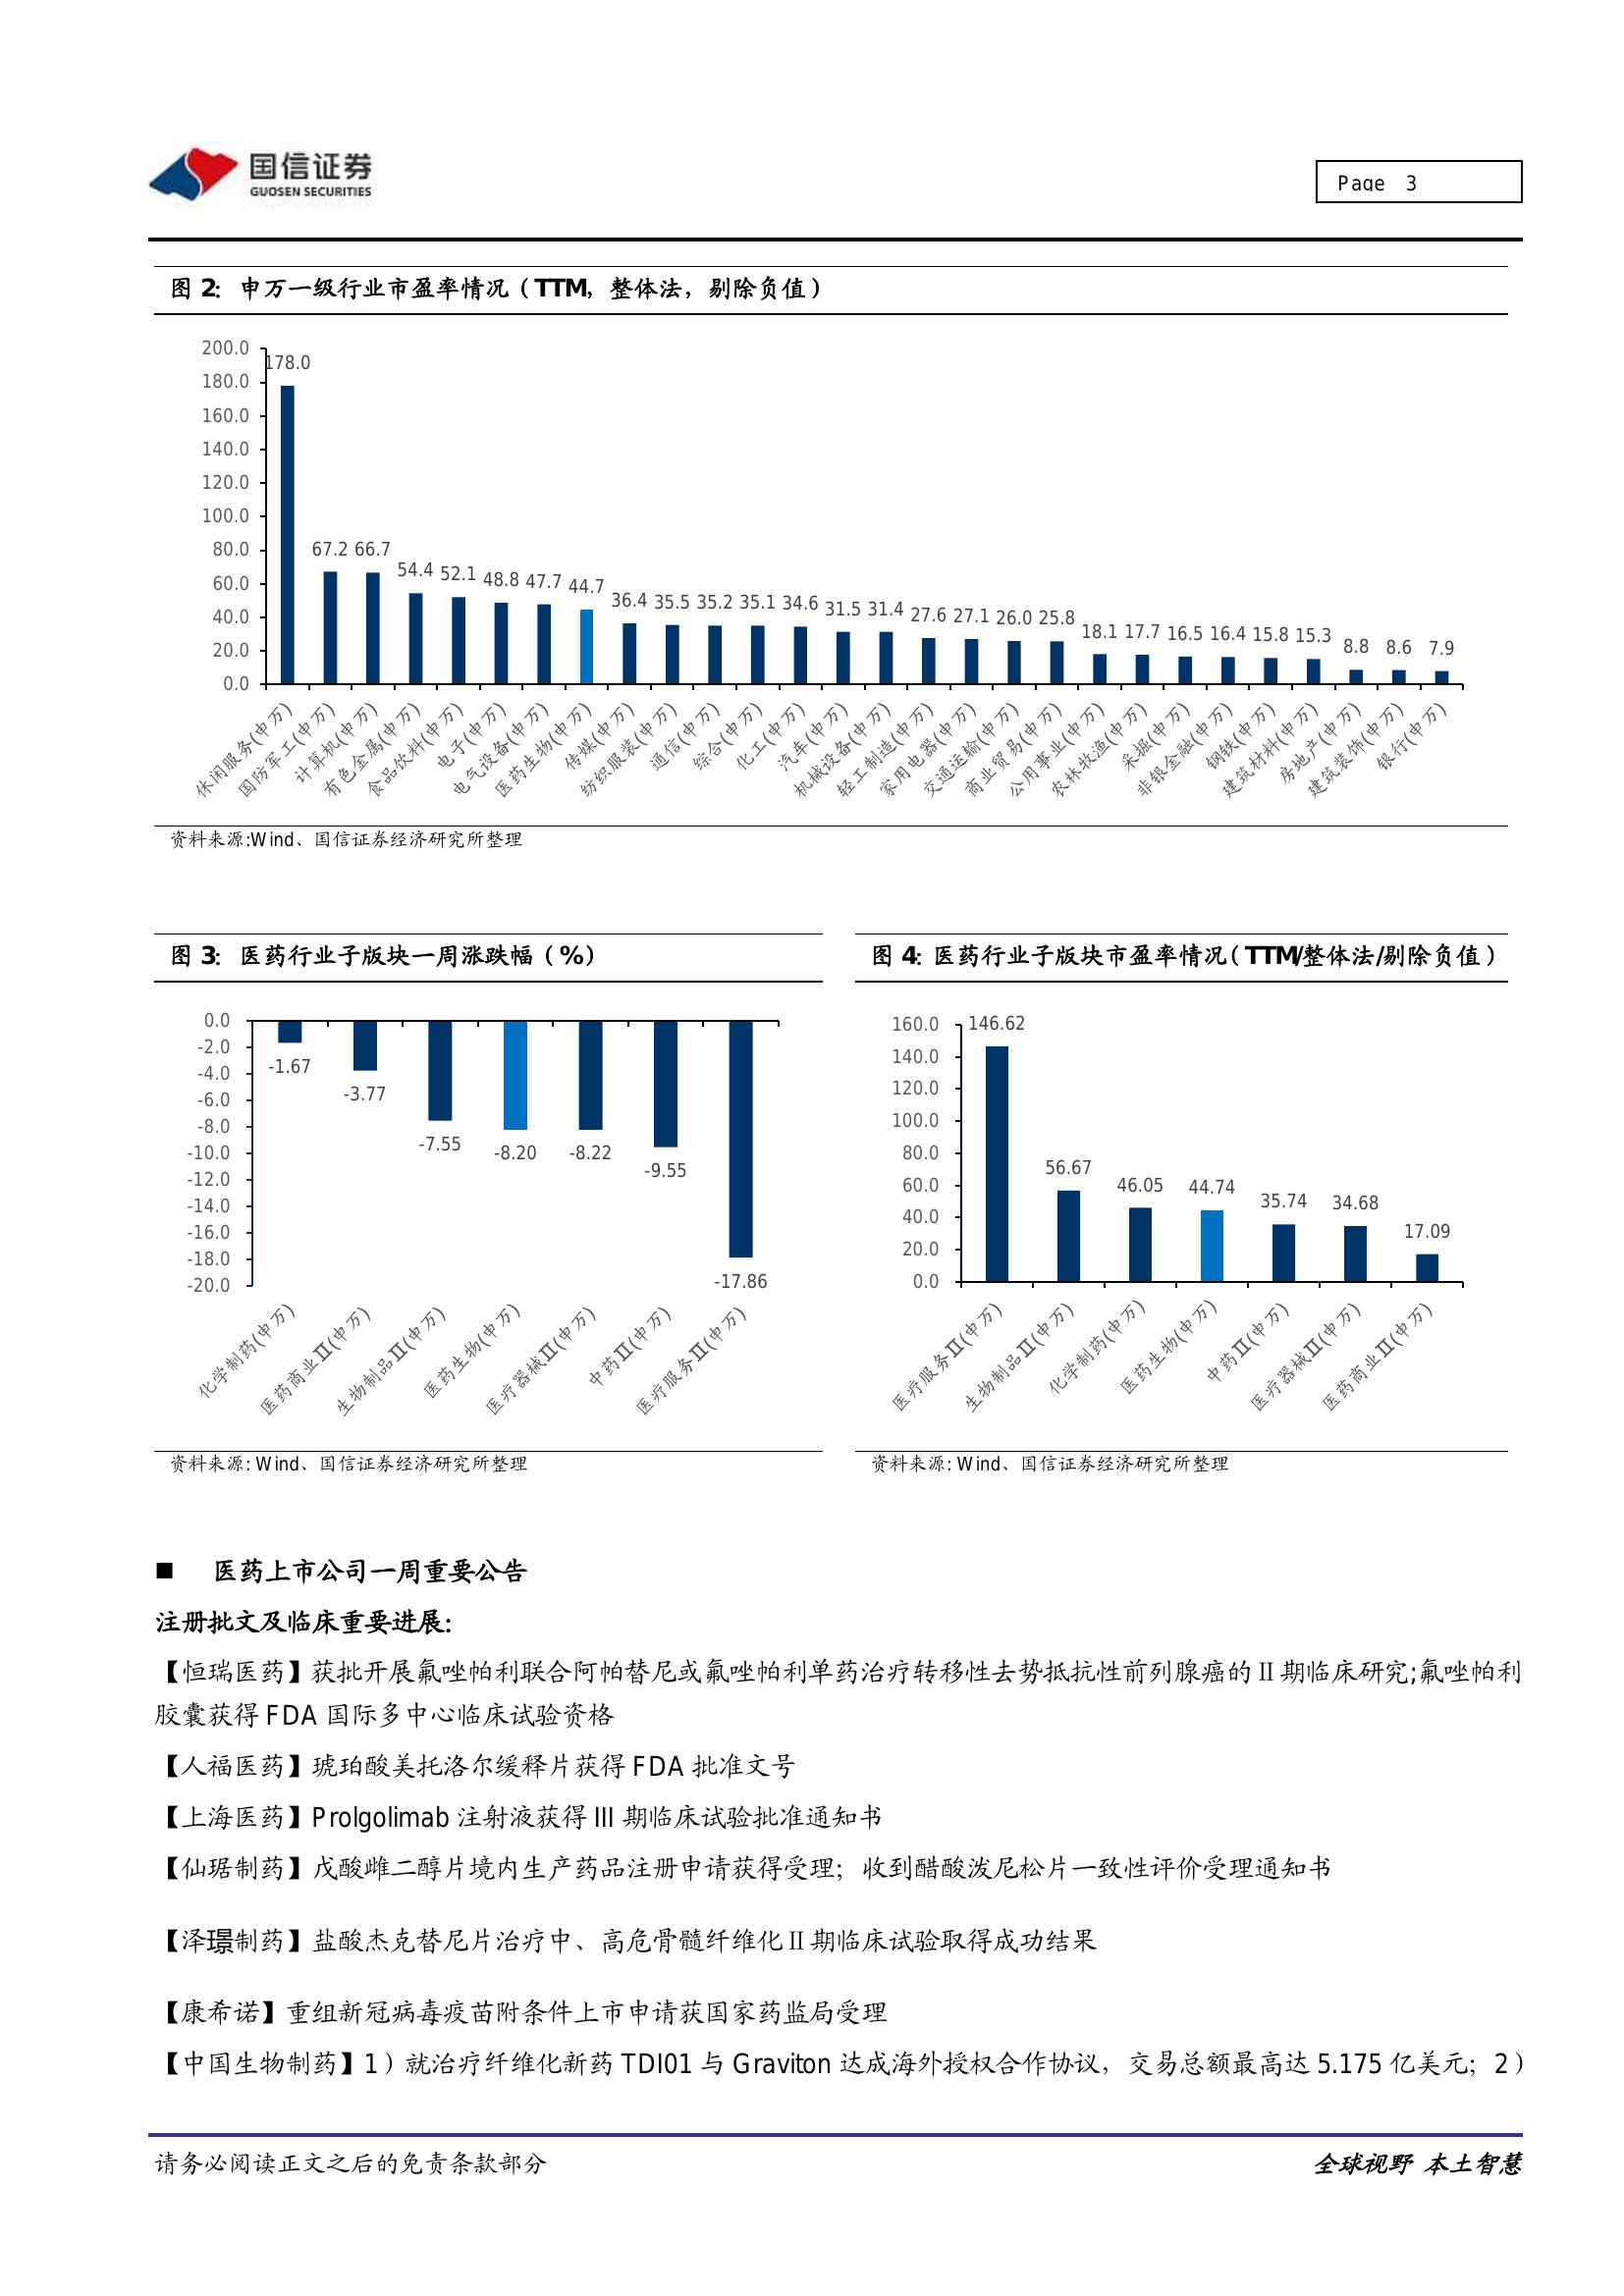 国信证券
GUOSEN SECURITIES
Page 3
图 2：申万一级行业市盈率情况（TTM，整体法，剔除负值）
200.0
180.0
160.0
140.0
120.0
100.0
80.0
60.0
40.0
20.0
0.0
178.0 67.2 66.7 54.4 52.1 48.8 47.7 44.7 36.4 35.5 35.2 35.1 34.6 31.5 31.4 27.6 27.1 26.0 25.8 18.1 17.7 16.5 16.4 15.8 15.3 8.8 8.6 7.9
休闲服务(申万)
国防军工(申万)
计算机(申万)
有色金属(申万)
食品饮料(申万)
电子(申万)
电气设备(申万)
医药生物(申万)
传媒(申万)
纺织服装(申万)
通信(申万)
综合(申万)
化工(申万)
汽车(申万)
机械设备(申万)
轻工制造(申万)
家用电器(申万)
交通运输(申万)
商业贸易(申万)
公用事业(申万)
农林牧渔(申万)
采掘(申万)
非银金融(申万)
钢铁(申万)
建筑材料(申万)
房地产(申万)
建筑装饰(申万)
银行(申万)
资料来源:Wind、国信证券经济研究所整理
图 3：医药行业子版块一周涨跌幅（%）
0.0
-2.0
-4.0
-6.0
-8.0
-10.0
-12.0
-14.0
-16.0
-18.0
-20.0
-1.67
-3.77
-7.55
-8.20
-8.22
-9.55
-17.86
化学制药(申万)
医药商业II(申万)
生物制品II(申万)
医药生物(申万)
医疗器械II(申万)
中药II(申万)
医疗服务II(申万)
资料来源: Wind、国信证券经济研究所整理
图 4：医药行业子版块市盈率情况（TTM/整体法/剔除负值）
160.0
140.0
120.0
100.0
80.0
60.0
40.0
20.0
0.0
146.62
56.67
46.05
44.74
35.74
34.68
17.09
医疗服务II(申万)
生物制品II(申万)
化学制药(申万)
医药生物(申万)
中药II(申万)
医疗器械II(申万)
医药商业II(申万)
资料来源: Wind、国信证券经济研究所整理
■ 医药上市公司一周重要公告
注册批文及临床重要进展：
【恒瑞医药】获批开展氟唑帕利联合阿帕替尼或氟唑帕利单药治疗转移性去势抵抗性前列腺癌的 II 期临床研究;氟唑帕利
胶囊获得 FDA 国际多中心临床试验资格
【人福医药】琥珀酸美托洛尔缓释片获得 FDA 批准文号
【上海医药】Prolgolimab 注射液获得 III 期临床试验批准通知书
【仙琚制药】戊酸雌二醇片境内生产药品注册申请获得受理；收到醋酸泼尼松片一致性评价受理通知书
【泽璟制药】盐酸杰克替尼片治疗中、高危骨髓纤维化 II 期临床试验取得成功结果
【康希诺】重组新冠病毒疫苗附条件上市申请获国家药监局受理
【中国生物制药】1）就治疗纤维化新药 TDI01 与 Graviton 达成海外授权合作协议，交易总额最高达 5.175 亿美元；2）
请务必阅读正文之后的免责条款部分
全球视野 本土智慧